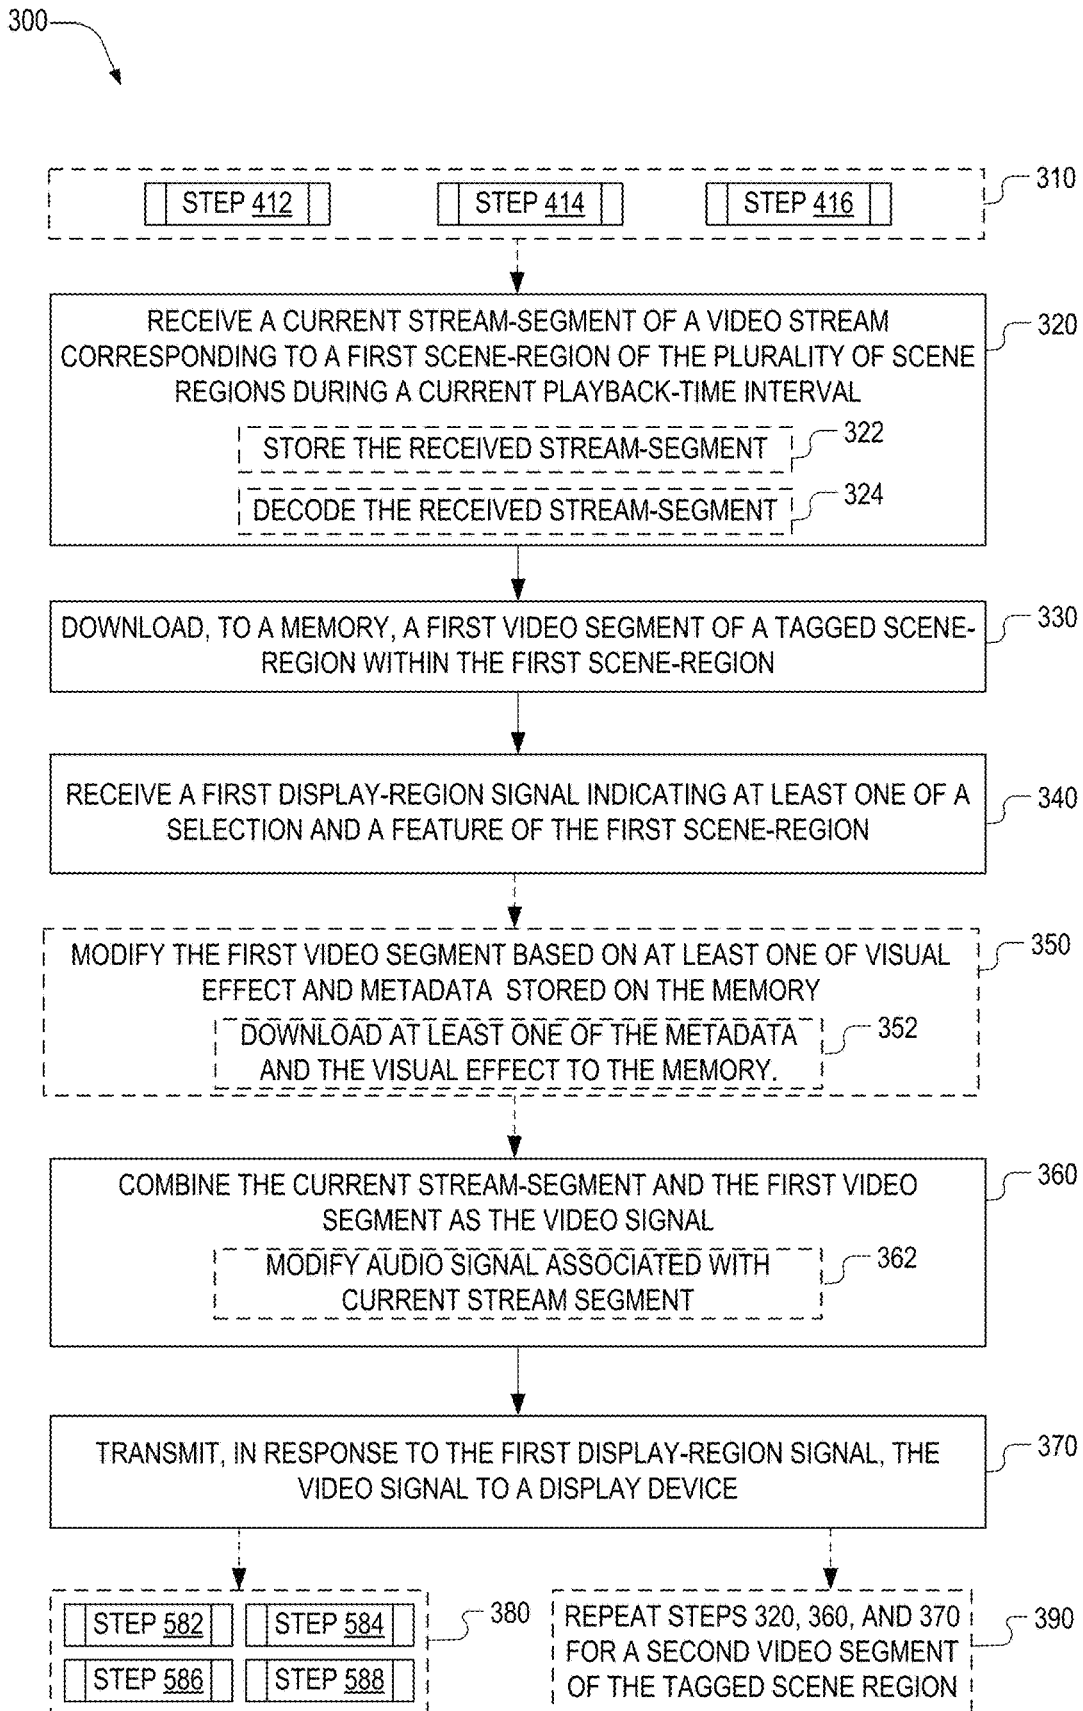 300
STEP 412 STEP 414 STEP 416
310
RECEIVE A CURRENT STREAM-SEGMENT OF A VIDEO STREAM
CORRESPONDING TO A FIRST SCENE-REGION OF THE PLURALITY OF SCENE
REGIONS DURING A CURRENT PLAYBACK-TIME INTERVAL
320
STORE THE RECEIVED STREAM-SEGMENT
322
DECODE THE RECEIVED STREAM-SEGMENT
324
DOWNLOAD, TO A MEMORY, A FIRST VIDEO SEGMENT OF A TAGGED SCENE-
REGION WITHIN THE FIRST SCENE-REGION
330
RECEIVE A FIRST DISPLAY-REGION SIGNAL INDICATING AT LEAST ONE OF A
SELECTION AND A FEATURE OF THE FIRST SCENE-REGION
340
MODIFY THE FIRST VIDEO SEGMENT BASED ON AT LEAST ONE OF VISUAL
EFFECT AND METADATA STORED ON THE MEMORY
350
DOWNLOAD AT LEAST ONE OF THE METADATA
AND THE VISUAL EFFECT TO THE MEMORY.
352
COMBINE THE CURRENT STREAM-SEGMENT AND THE FIRST VIDEO
SEGMENT AS THE VIDEO SIGNAL
360
MODIFY AUDIO SIGNAL ASSOCIATED WITH
CURRENT STREAM SEGMENT
362
TRANSMIT, IN RESPONSE TO THE FIRST DISPLAY-REGION SIGNAL, THE
VIDEO SIGNAL TO A DISPLAY DEVICE
370
STEP 582 STEP 584
STEP 586 STEP 588
380
REPEAT STEPS 320, 360, AND 370
FOR A SECOND VIDEO SEGMENT
OF THE TAGGED SCENE REGION
390